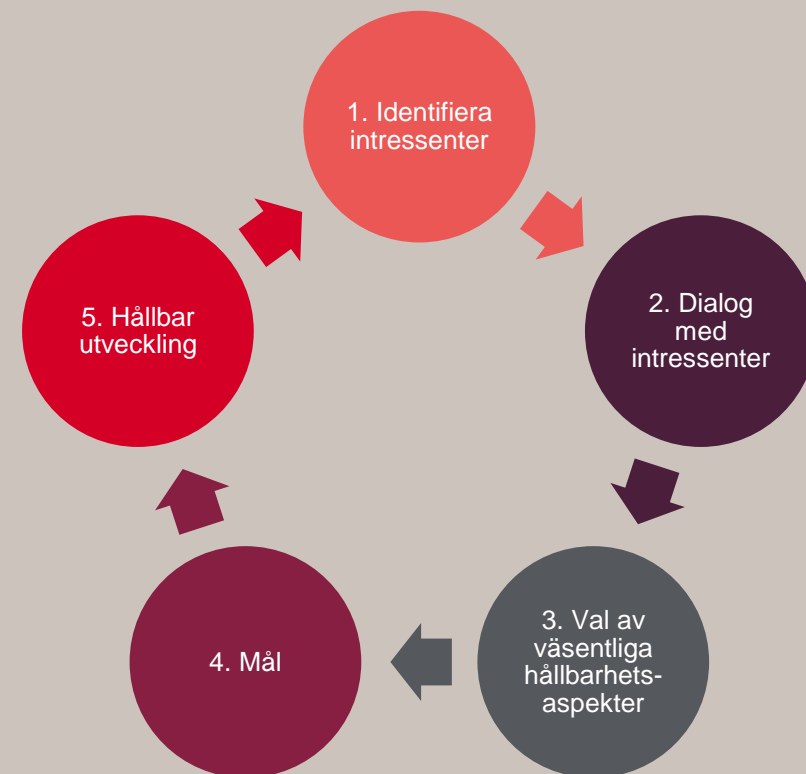 1. Identifiera
intressenter
2. Dialog
med
intressenter
3. Val av
väsentliga
hållbarhets-
aspekter
4. Mål
5. Hållbar
utveckling